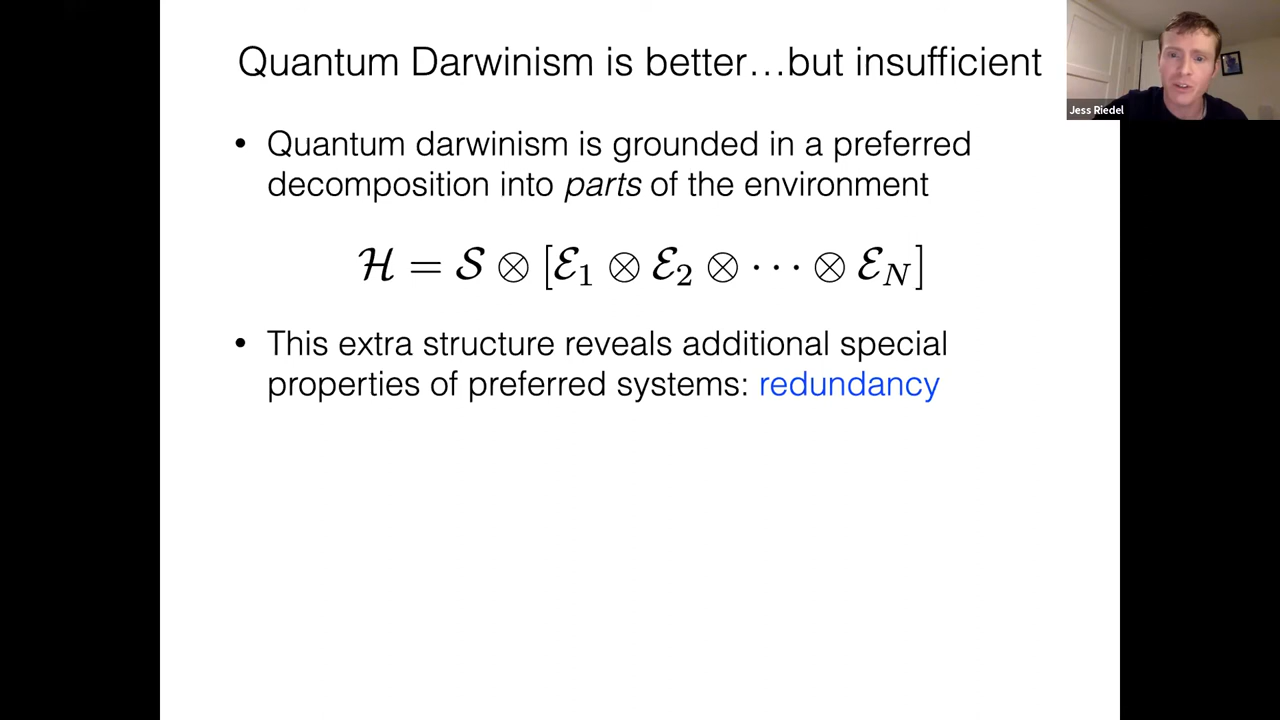 Quantum Darwinism is better…but insufficient
Jess Riedel
• Quantum darwinism is grounded in a preferred
decomposition into parts of the environment
ℋ = 𝒮 ⊗ [ℰ₁ ⊗ ℰ₂ ⊗ ⋯ ⊗ ℰ_N]
• This extra structure reveals additional special
properties of preferred systems: redundancy